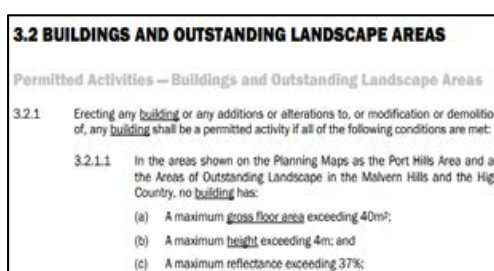 3.2 BUILDINGS AND OUTSTANDING LANDSCAPE AREAS
Permitted Activities — Buildings and Outstanding Landscape Areas
3.2.1 Erecting any building or any additions or alterations to, or modification or demolitio
of, any building shall be a permitted activity if all of the following conditions are met:
3.2.1.1 In the areas shown on the Planning Maps as the Port Hills Area and a
the Areas of Outstanding Landscape in the Malvern Hills and the Hig
Country, no building has:
(a) A maximum gross floor area exceeding 40m²;
(b) A maximum height exceeding 4m; and
(c) A maximum reflectance exceeding 37%;